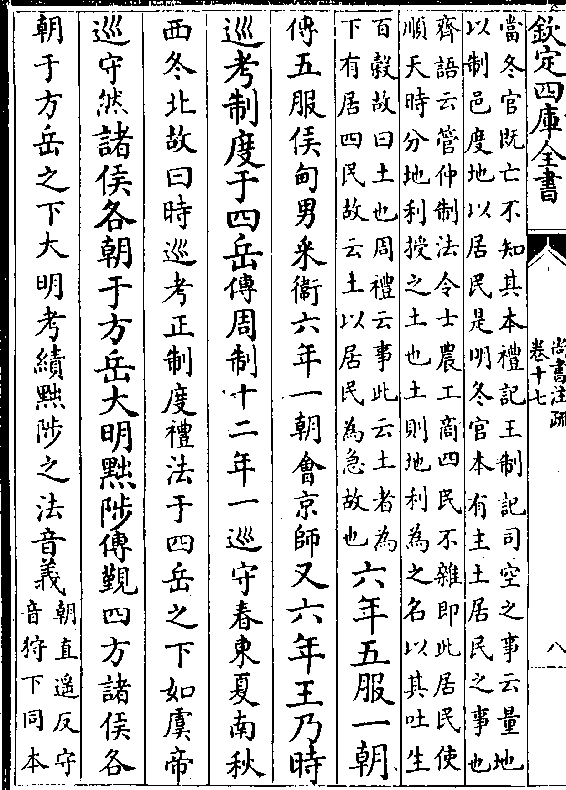 欽定四庫全書
尚書注疏
卷十七
八
當冬官既亡不知其本禮記王制記司空之事云量地
以制邑度地以居民是明冬官本有主土居民之事也
齊語云管仲制法令士農工商四民不雜即此居民使
順天時分地利授之土也土則地利為之名以其吐生
百穀故曰土也周禮云事此云土者為
下有居四民故云土以居民為急故也
六年五服一朝
傳五服侯甸男采衞六年一朝會京師又六年王乃時
巡考制度于四岳傳周制十二年一巡守春東夏南秋
西冬北故曰時巡考正制度禮法于四岳之下如虞帝
巡守然諸侯各朝于方岳大明黜陟傳覲四方諸侯各
朝于方岳之下大明考績黜陟之法音義
朝直遥反守
音狩下同本